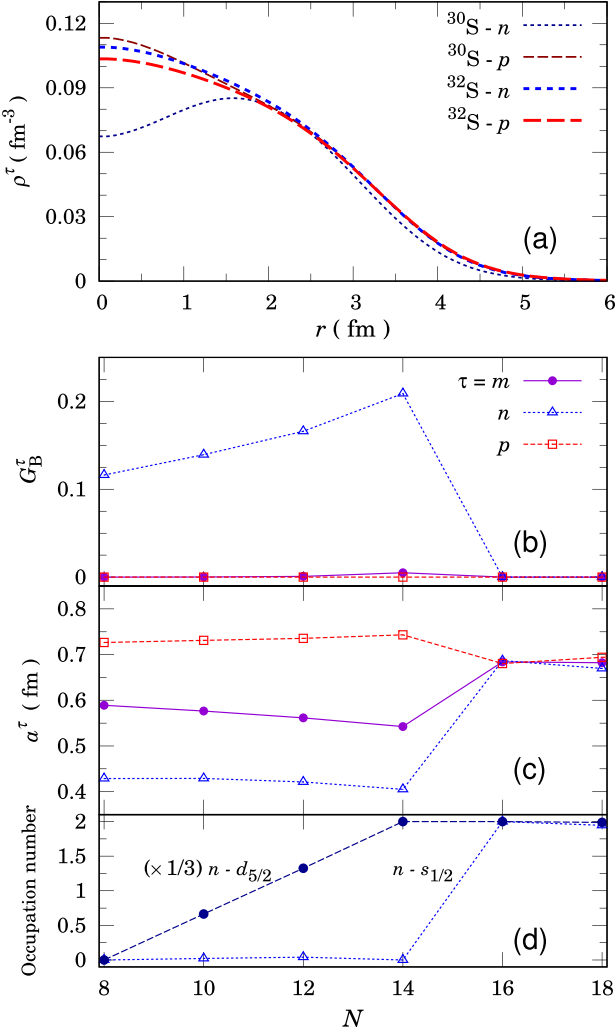 0.12
0.09
0.06
0.03
0
ρ^τ ( fm^-3 )
^30S - n
^30S - p
^32S - n
^32S - p
(a)
0 1 2 3 4 5 6
r ( fm )
0.2
0.1
0
G_B^τ
τ = m
n
p
(b)
0.8
0.7
0.6
0.5
0.4
a^τ ( fm )
(c)
2
1.5
1
0.5
0
Occupation number
(× 1/3) n - d_5/2
n - s_1/2
(d)
8 10 12 14 16 18
N